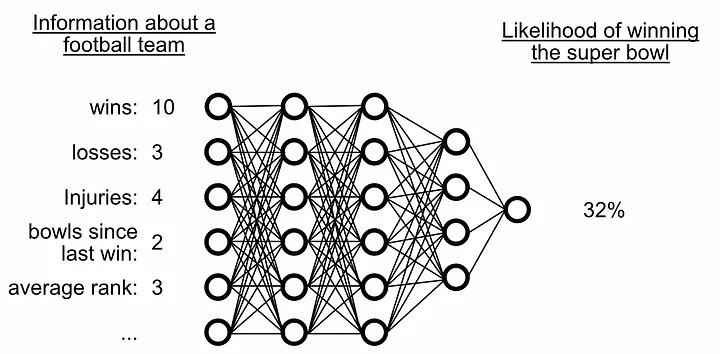 Information about a
football team
Likelihood of winning
the super bowl
wins: 10
losses: 3
Injuries: 4
bowls since
last win: 2
average rank: 3
...
32%